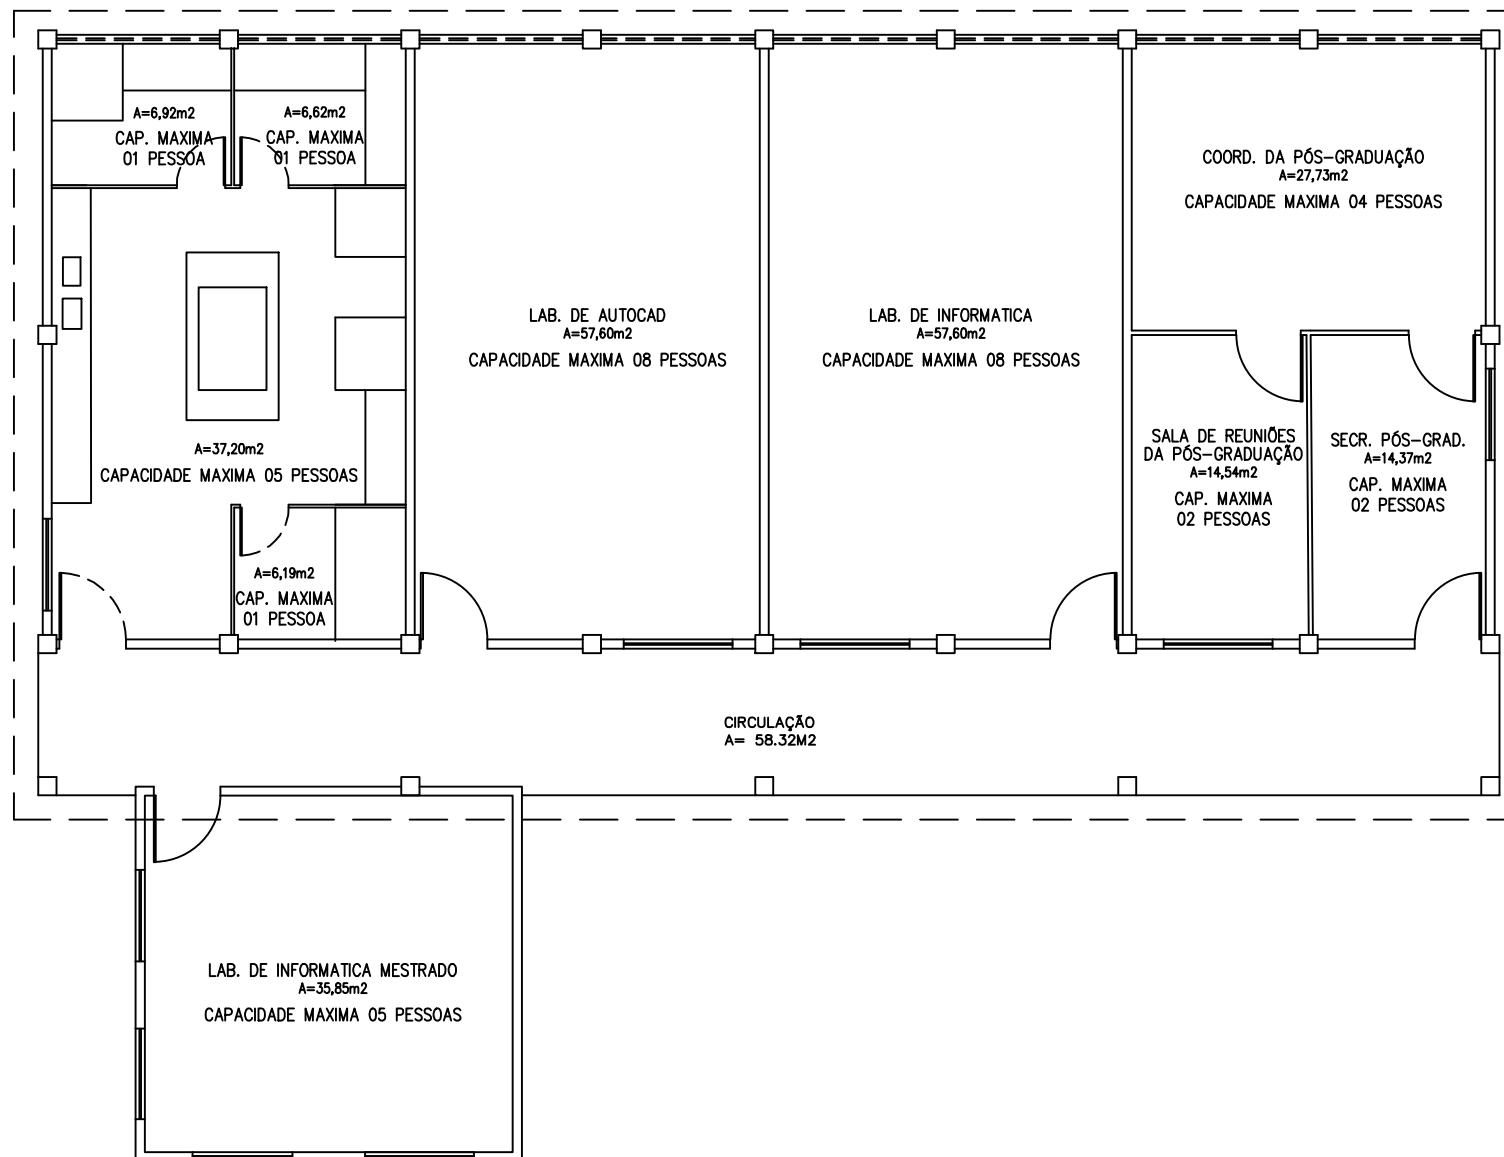 A=6,92m2
CAP. MAXIMA
01 PESSOA
A=6,62m2
CAP. MAXIMA
01 PESSOA
COORD. DA PÓS-GRADUAÇÃO
A=27,73m2
CAPACIDADE MAXIMA 04 PESSOAS
LAB. DE AUTOCAD
A=57,60m2
CAPACIDADE MAXIMA 08 PESSOAS
LAB. DE INFORMATICA
A=57,60m2
CAPACIDADE MAXIMA 08 PESSOAS
A=37,20m2
CAPACIDADE MAXIMA 05 PESSOAS
SALA DE REUNIÕES
DA PÓS-GRADUAÇÃO
A=14,54m2
CAP. MAXIMA
02 PESSOAS
SECR. PÓS-GRAD.
A=14,37m2
CAP. MAXIMA
02 PESSOAS
A=6,19m2
CAP. MAXIMA
01 PESSOA
CIRCULAÇÃO
A= 58.32M2
LAB. DE INFORMATICA MESTRADO
A=35,85m2
CAPACIDADE MAXIMA 05 PESSOAS